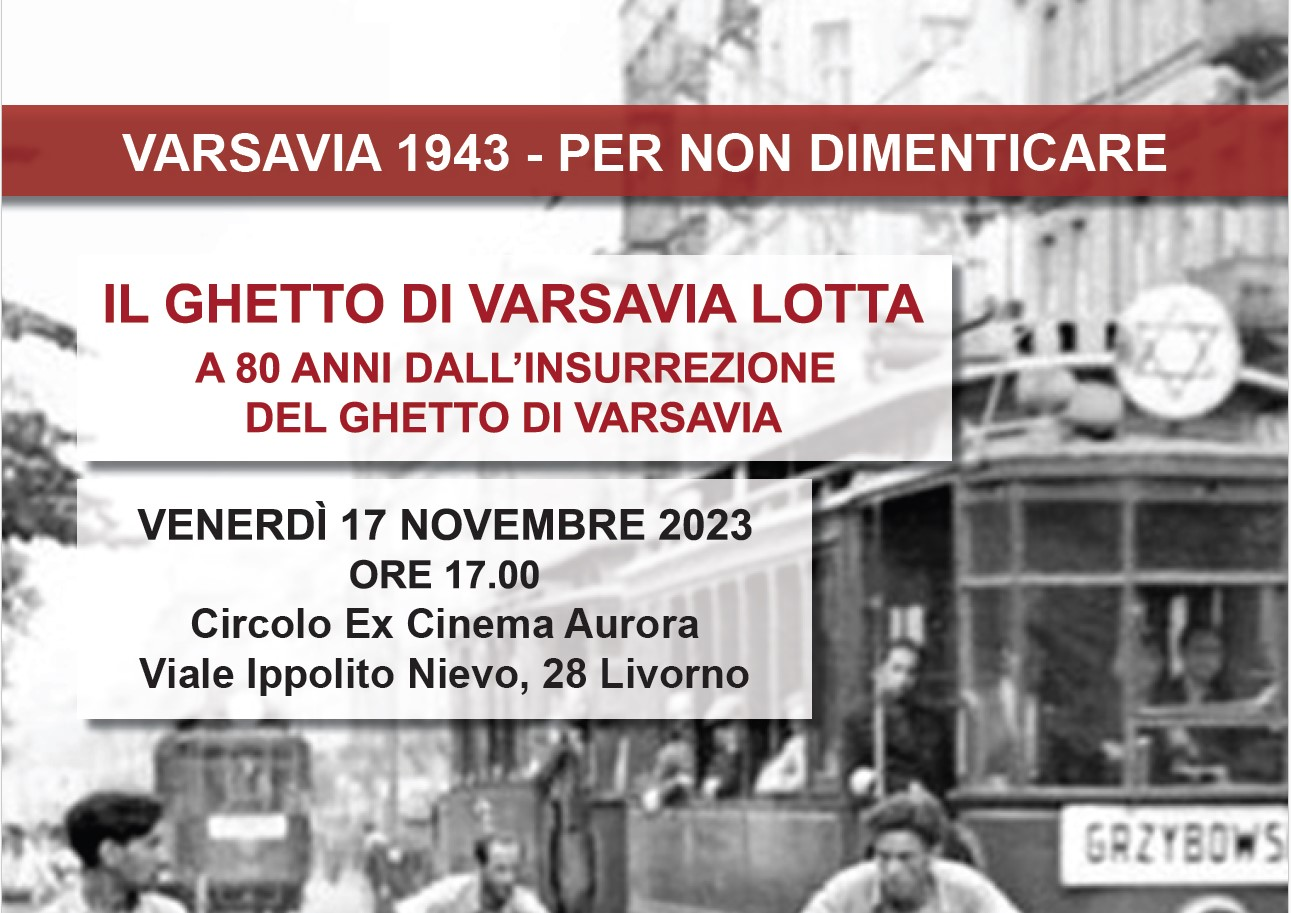 VARSAVIA 1943 - PER NON DIMENTICARE
IL GHETTO DI VARSAVIA LOTTA
A 80 ANNI DALL’INSURREZIONE
DEL GHETTO DI VARSAVIA
VENERDÌ 17 NOVEMBRE 2023
ORE 17.00
Circolo Ex Cinema Aurora
Viale Ippolito Nievo, 28 Livorno
GRZYBOWS